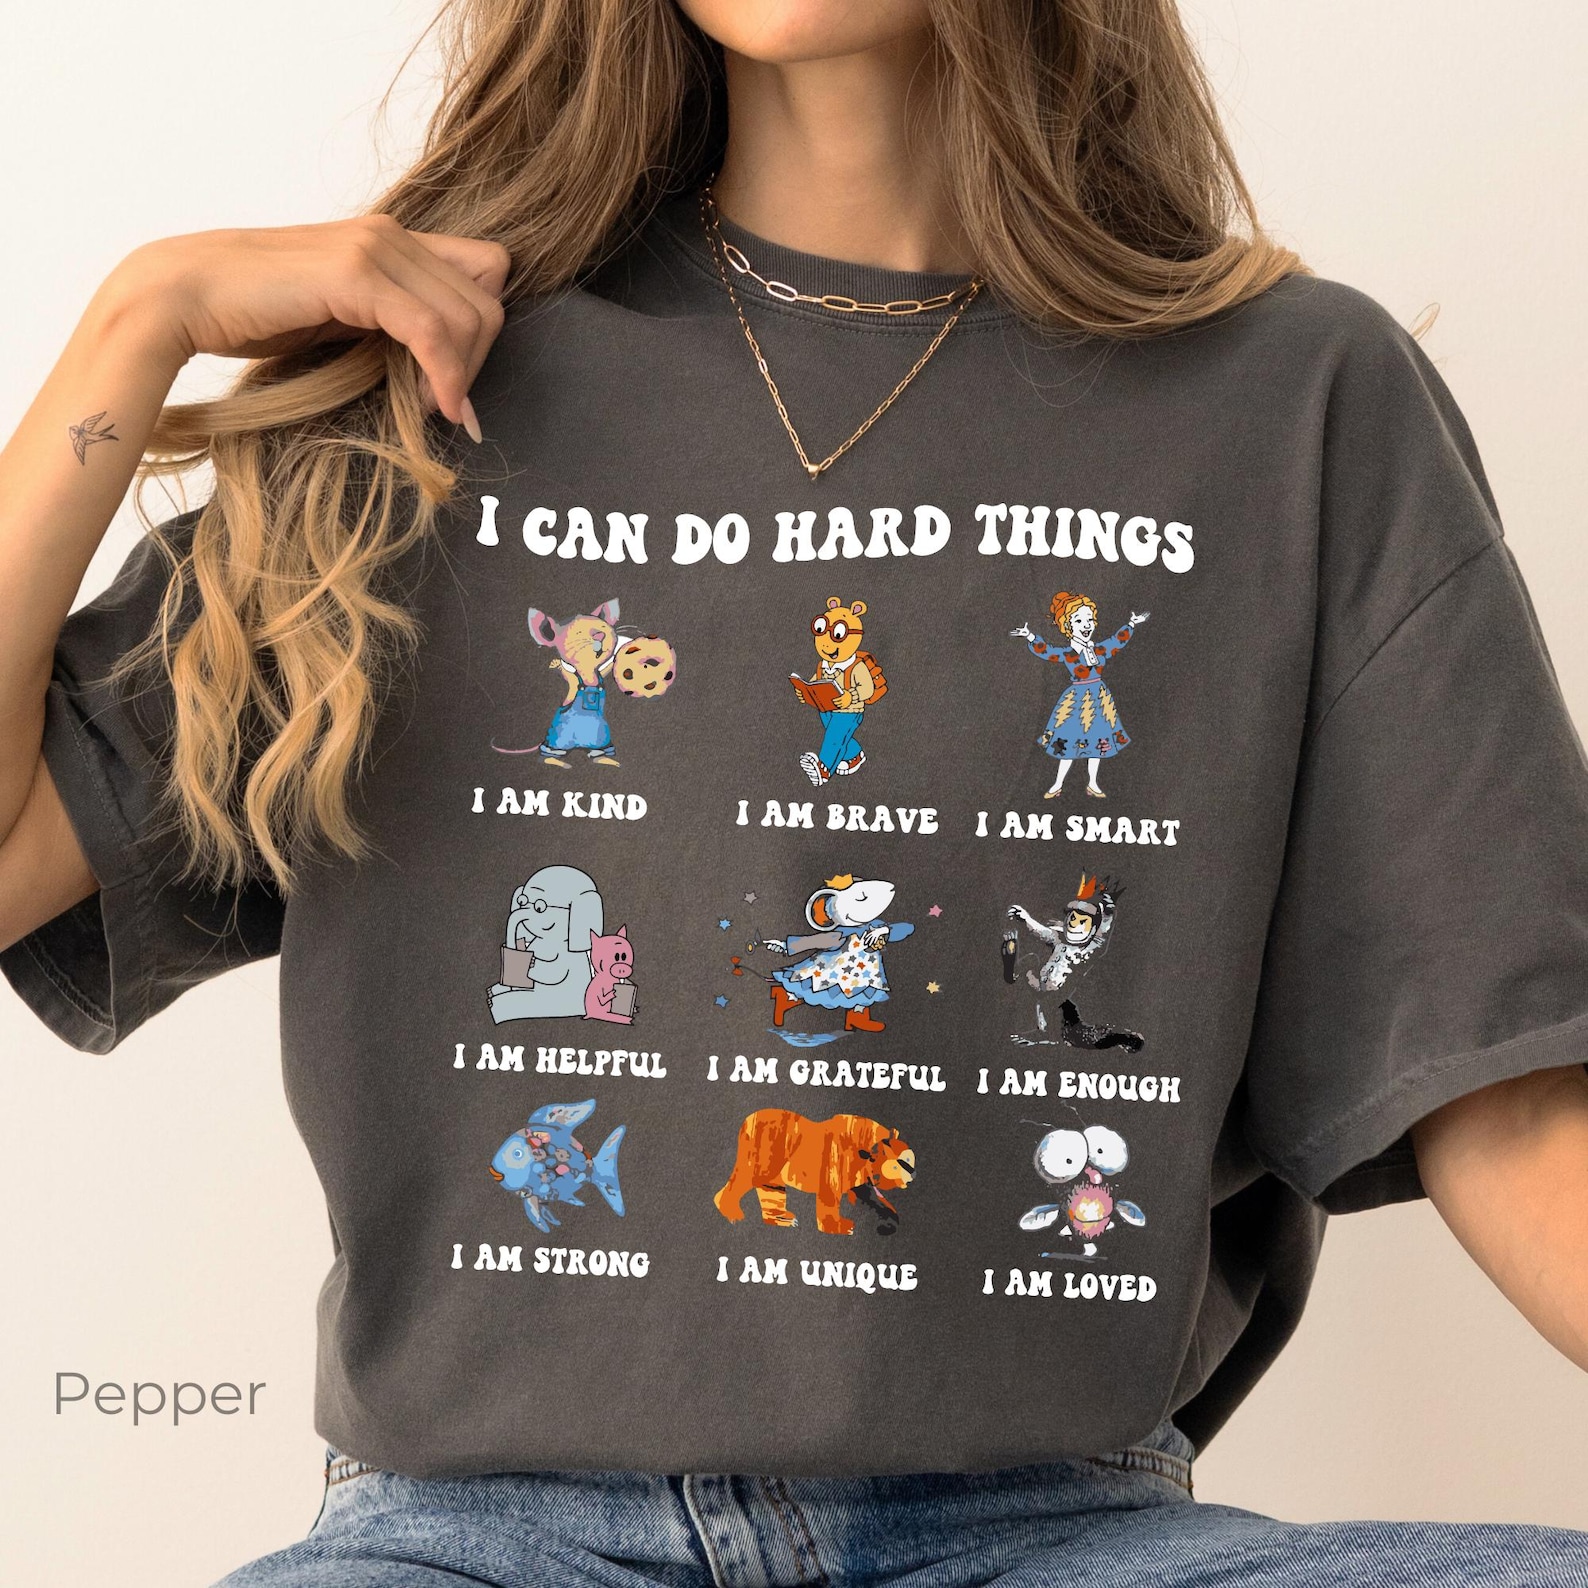 I CAN DO HARD THINGS
I AM KIND
I AM BRAVE
I AM SMART
I AM HELPFUL
I AM GRATEFUL
I AM ENOUGH
I AM STRONG
I AM UNIQUE
I AM LOVED
Pepper